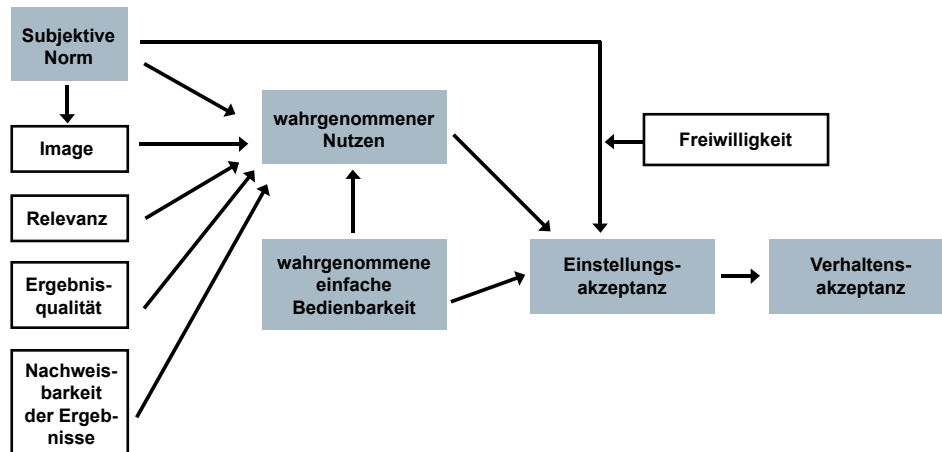 Subjektive
Norm
Image
Relevanz
Ergebnis-
qualität
Nachweis-
barkeit
der Ergeb-
nisse
wahrgenommener
Nutzen
wahrgenommene
einfache
Bedienbarkeit
Freiwilligkeit
Einstellungs-
akzeptanz
Verhaltens-
akzeptanz